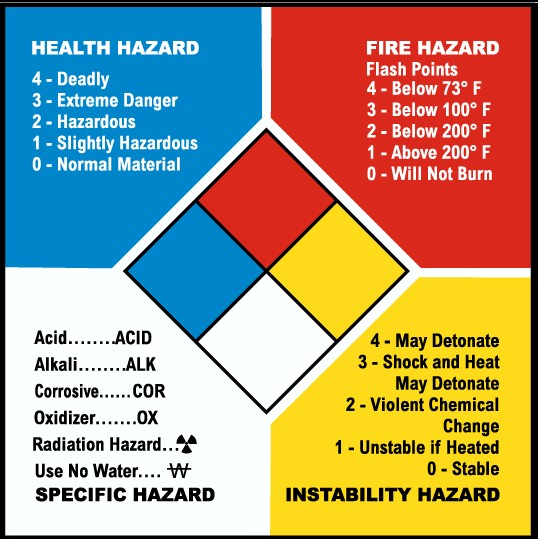 HEALTH HAZARD
4 - Deadly
3 - Extreme Danger
2 - Hazardous
1 - Slightly Hazardous
0 - Normal Material
FIRE HAZARD
Flash Points
4 - Below 73° F
3 - Below 100° F
2 - Below 200° F
1 - Above 200° F
0 - Will Not Burn
Acid........ACID
Alkali........ALK
Corrosive......COR
Oxidizer.......OX
Radiation Hazard...☢
Use No Water.... W̶
SPECIFIC HAZARD
4 - May Detonate
3 - Shock and Heat
May Detonate
2 - Violent Chemical
Change
1 - Unstable if Heated
0 - Stable
INSTABILITY HAZARD